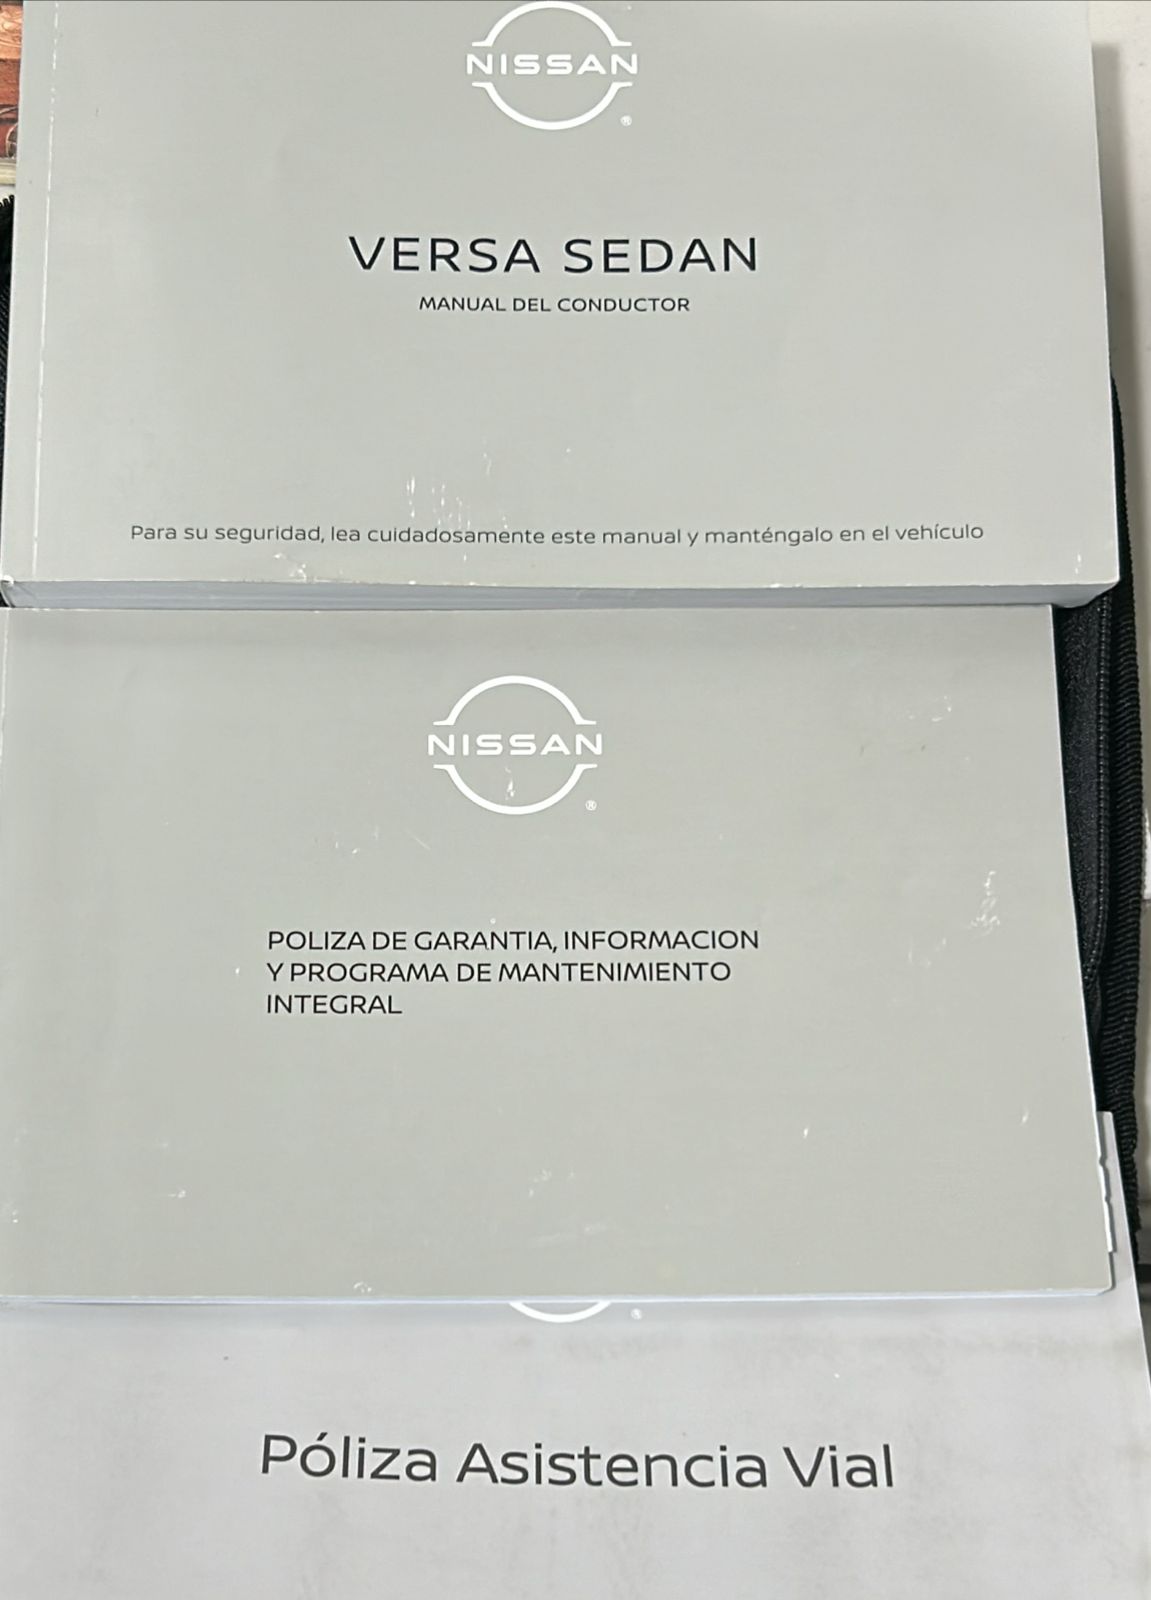 NISSAN
®
VERSA SEDAN
MANUAL DEL CONDUCTOR
Para su seguridad, lea cuidadosamente este manual y manténgalo en el vehículo
NISSAN
®
POLIZA DE GARANTIA, INFORMACION
Y PROGRAMA DE MANTENIMIENTO
INTEGRAL
®
Póliza Asistencia Vial